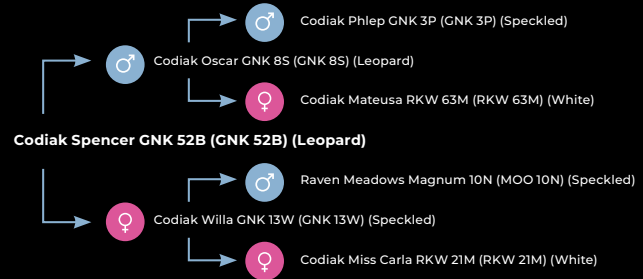 Codiak Phlep GNK 3P (GNK 3P) (Speckled)
Codiak Oscar GNK 8S (GNK 8S) (Leopard)
Codiak Mateusa RKW 63M (RKW 63M) (White)
Codiak Spencer GNK 52B (GNK 52B) (Leopard)
Raven Meadows Magnum 10N (MOO 10N) (Speckled)
Codiak Willa GNK 13W (GNK 13W) (Speckled)
Codiak Miss Carla RKW 21M (RKW 21M) (White)